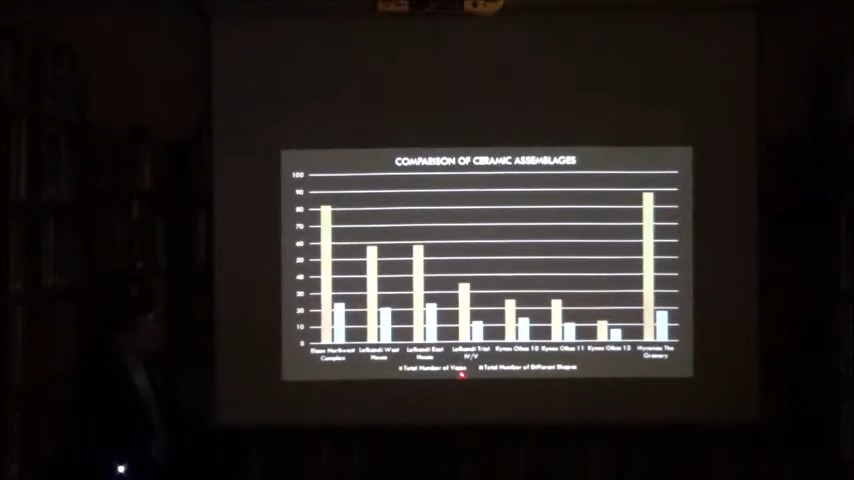 COMPARISON OF CERAMIC ASSEMBLAGES
100
90
80
70
60
50
40
30
20
10
0
Northwest Complex
Lefkandi West House
Lefkandi East House
Lefkandi Trial IV/V
Kynos Oikos 10
Kynos Oikos 11
Kynos Oikos 12
Mycenae The Granary
Total Number of Vases
Total Number of Different Shapes